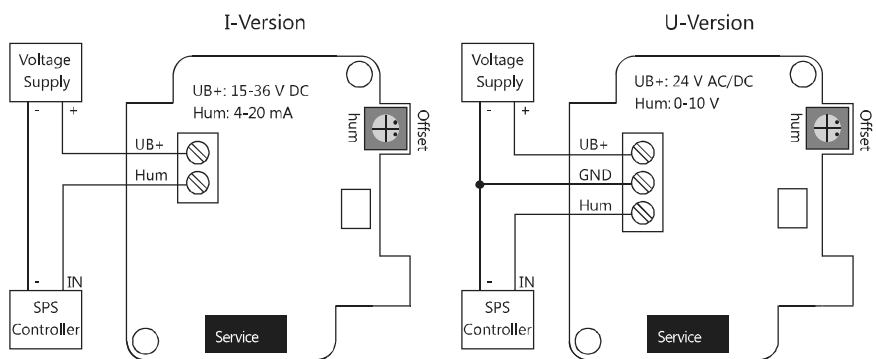 I-Version
Voltage
Supply
- +
UB+: 15-36 V DC
Hum: 4-20 mA
Offset
hum
UB+
Hum
- IN
SPS
Controller
Service
U-Version
Voltage
Supply
- +
UB+: 24 V AC/DC
Hum: 0-10 V
Offset
hum
UB+
GND
Hum
- IN
SPS
Controller
Service